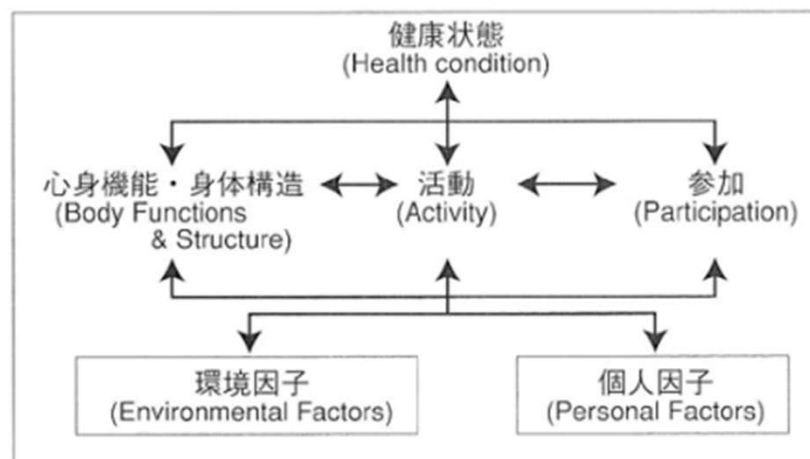 健康状態
(Health condition)
心身機能・身体構造
(Body Functions
& Structure)
活動
(Activity)
参加
(Participation)
環境因子
(Environmental Factors)
個人因子
(Personal Factors)